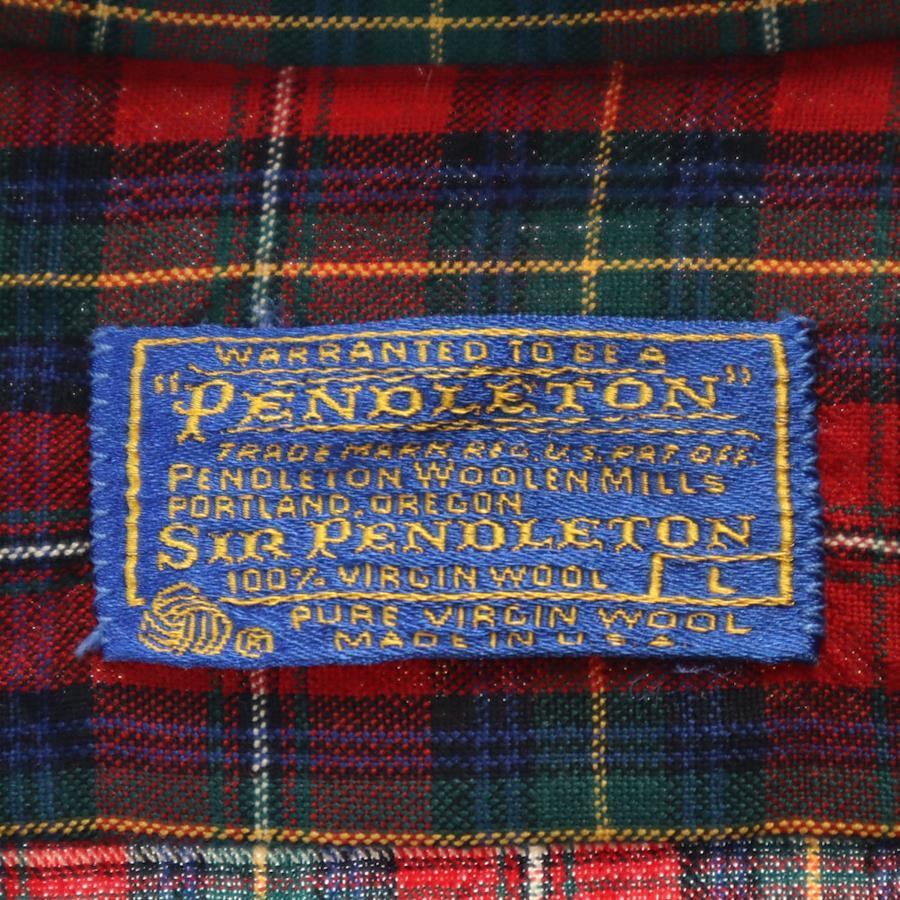 WARRANTED TO BE A
"PENDLETON"
TRADE MARK REG. U.S. PAT OFF.
PENDLETON WOOLEN MILLS
PORTLAND, OREGON
SIR PENDLETON
100% VIRGIN WOOL L
® PURE VIRGIN WOOL
MADE IN U.S.A.